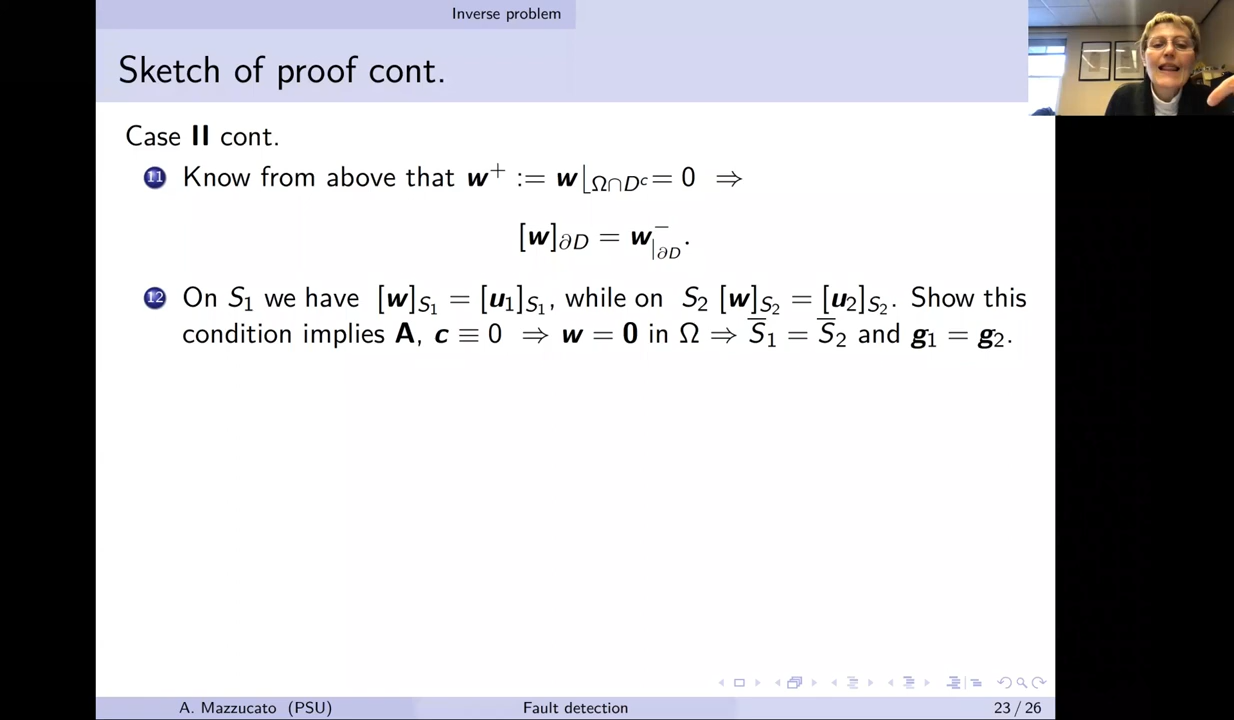 Inverse problem
Sketch of proof cont.
Case II cont.
11 Know from above that w⁺ := w⌊_{Ω∩Dᶜ} = 0 ⇒
[w]_{∂D} = w⁻_{|∂D}.
12 On S₁ we have [w]_{S₁} = [u₁]_{S₁}, while on S₂ [w]_{S₂} = [u₂]_{S₂}. Show this
condition implies A, c ≡ 0 ⇒ w = 0 in Ω ⇒ S̅₁ = S̅₂ and g₁ = g₂.
A. Mazzucato (PSU) Fault detection 23 / 26